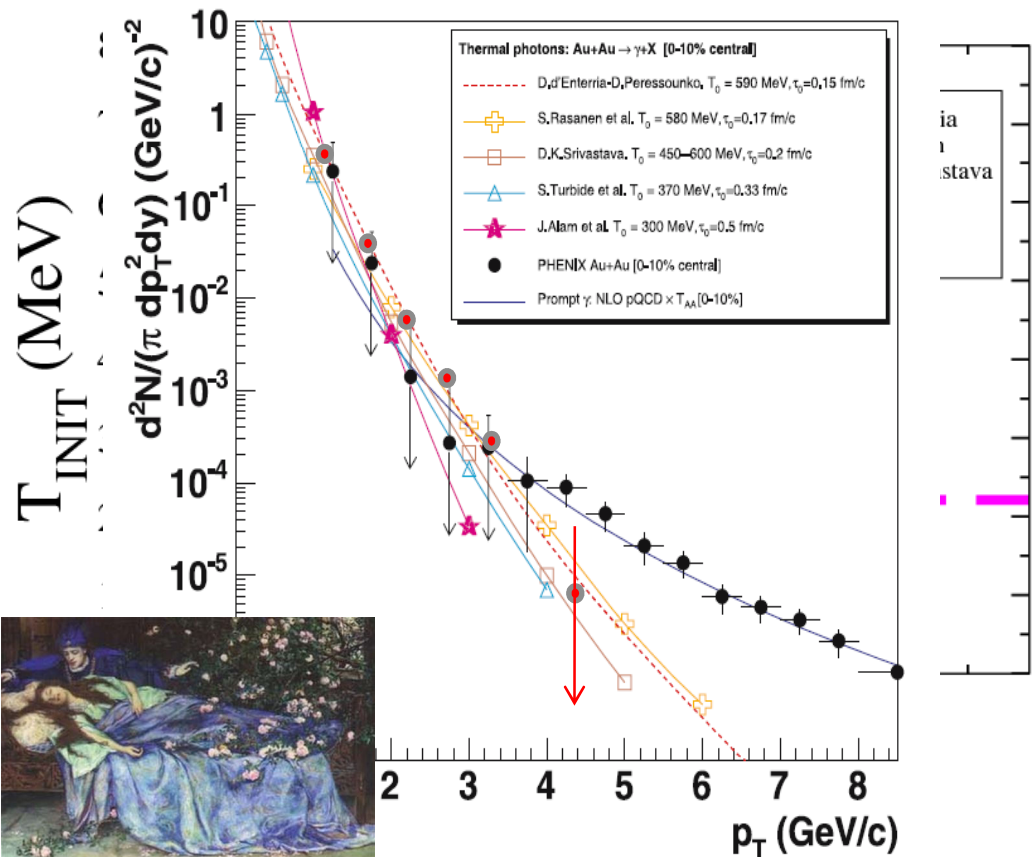 T_INIT (MeV)
d²N/(π dp_T²dy) (GeV/c)⁻²
10
1
10⁻¹
10⁻²
10⁻³
10⁻⁴
10⁻⁵
Thermal photons: Au+Au → γ+X [0-10% central]
D.d'Enterria-D.Peressounko. T₀ = 590 MeV, τ₀=0.15 fm/c
S.Rasanen et al. T₀ = 580 MeV, τ₀=0.17 fm/c
D.K.Srivastava. T₀ = 450–600 MeV, τ₀=0.2 fm/c
S.Turbide et al. T₀ = 370 MeV, τ₀=0.33 fm/c
J.Alam et al. T₀ = 300 MeV, τ₀=0.5 fm/c
PHENIX Au+Au [0-10% central]
Prompt γ: NLO pQCD × T_AA [0-10%]
ia
stava
2 3 4 5 6 7 8
p_T (GeV/c)